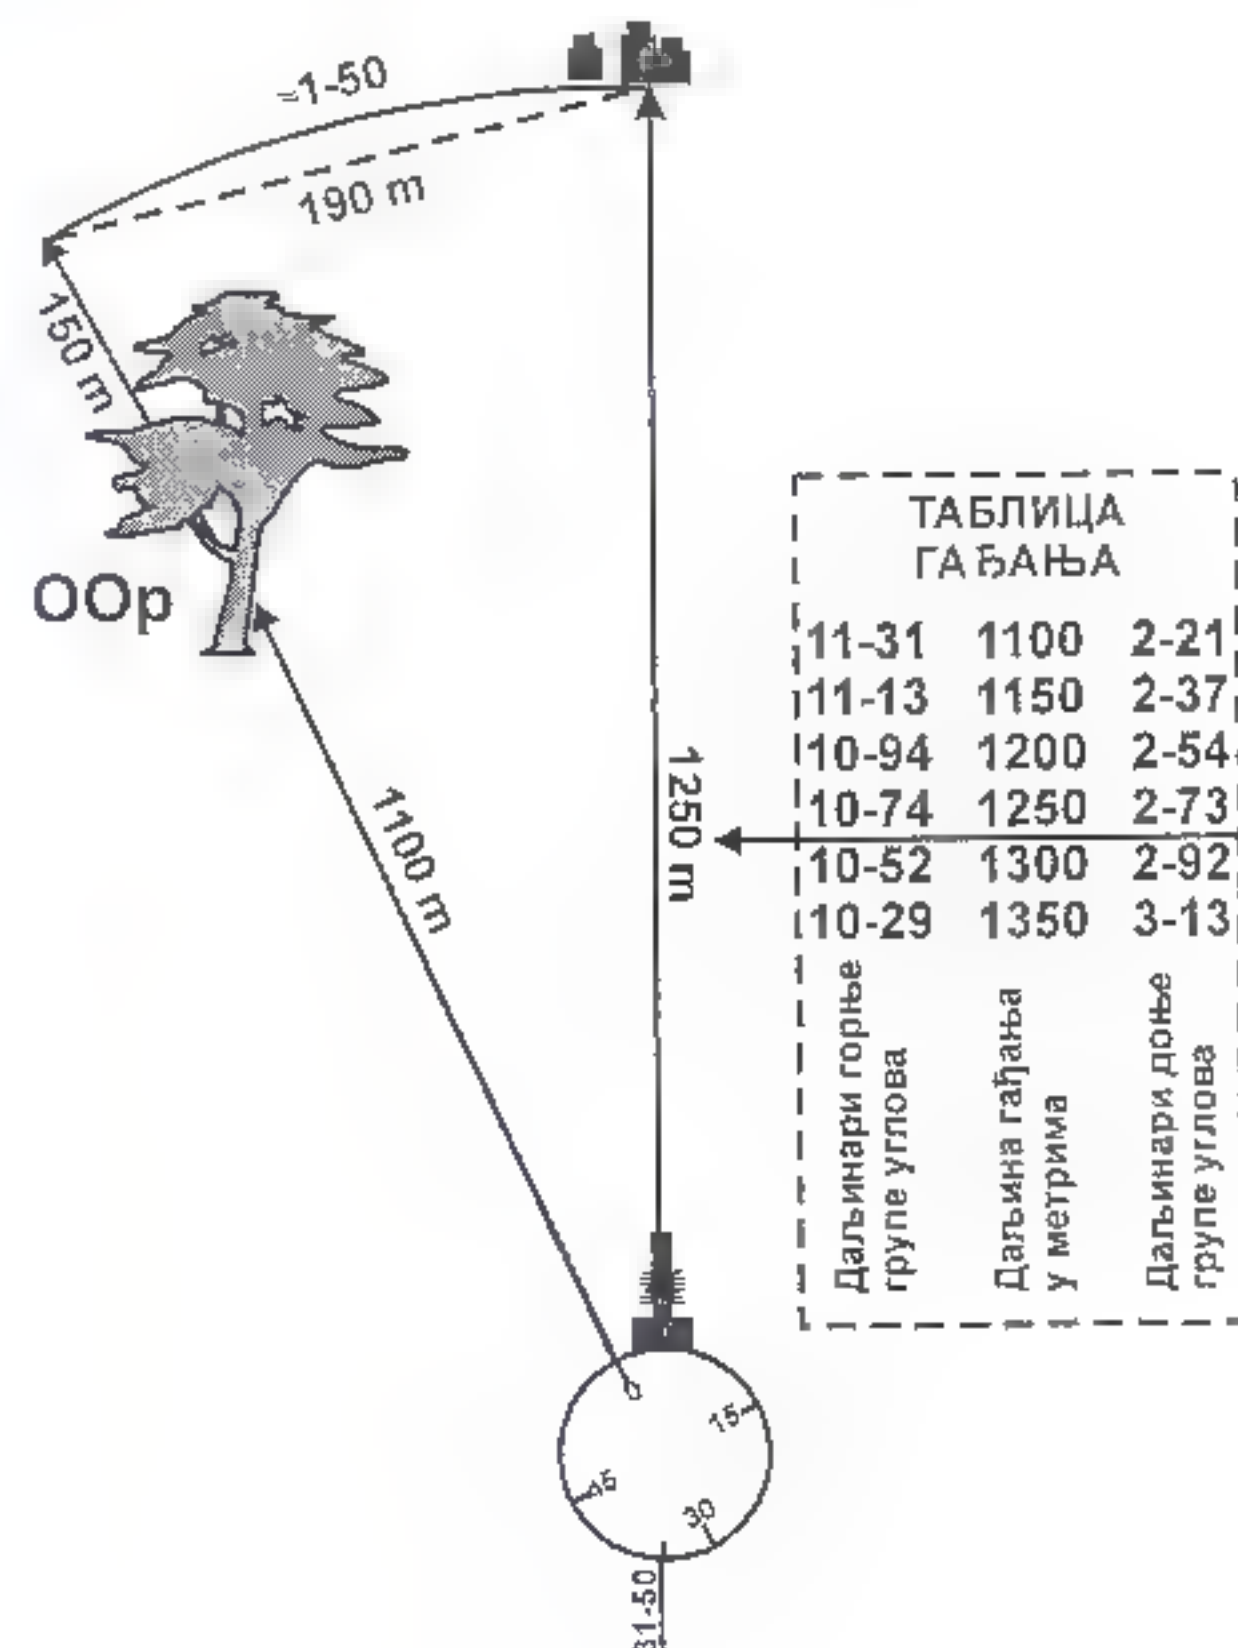 ≈1-50
190 m
150 m
ООр
1100 m
1250 m
ТАБЛИЦА
ГАЂАЊА
11-31 1100 2-21
11-13 1150 2-37
10-94 1200 2-54
10-74 1250 2-73
10-52 1300 2-92
10-29 1350 3-13
Даљинари горње
групе углова
Даљина гађања
у метрима
Даљинари доње
групе углова
0
15
45
30
31-50